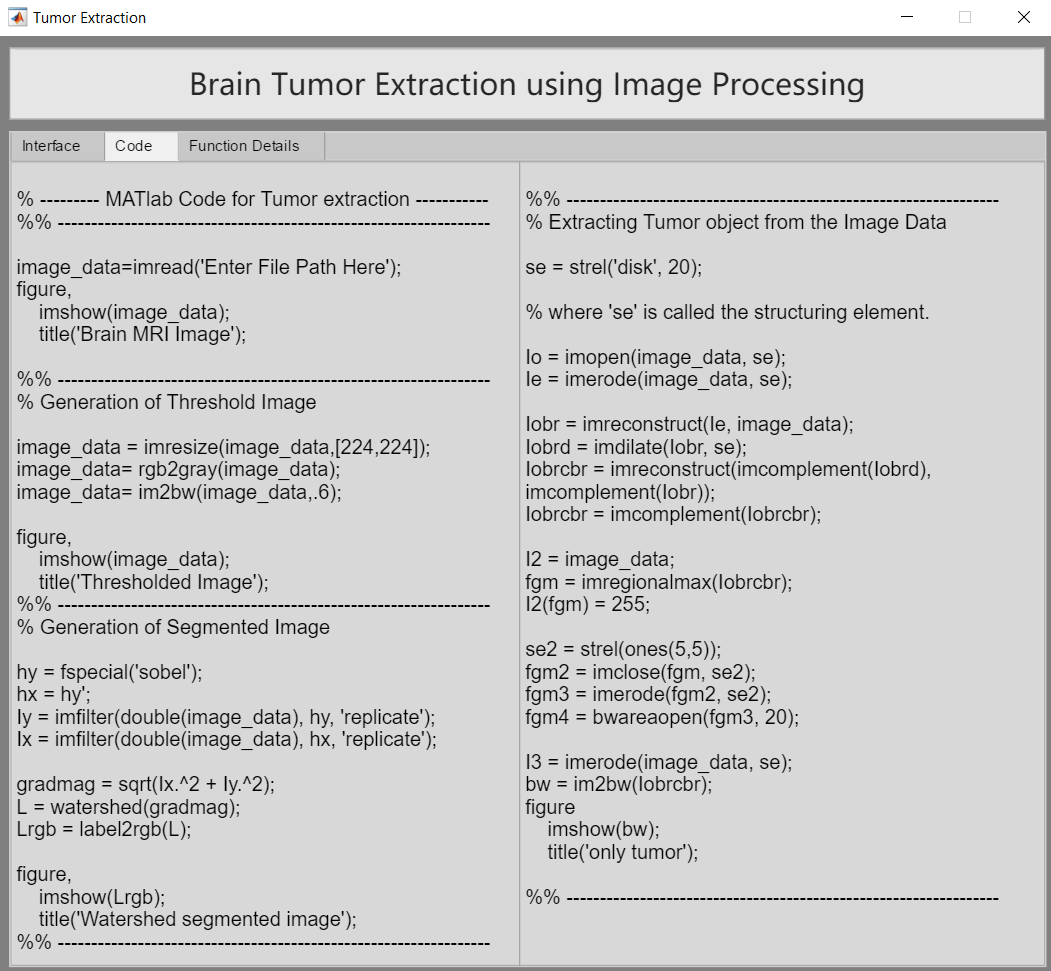 Tumor Extraction
Brain Tumor Extraction using Image Processing
Interface
Code
Function Details
% --------- MATlab Code for Tumor extraction -----------
%% -----------------------------------------------------------------
image_data=imread('Enter File Path Here');
figure,
imshow(image_data);
title('Brain MRI Image');
%% -----------------------------------------------------------------
% Generation of Threshold Image
image_data = imresize(image_data,[224,224]);
image_data= rgb2gray(image_data);
image_data= im2bw(image_data,.6);
figure,
imshow(image_data);
title('Thresholded Image');
%% -----------------------------------------------------------------
% Generation of Segmented Image
hy = fspecial('sobel');
hx = hy';
Iy = imfilter(double(image_data), hy, 'replicate');
Ix = imfilter(double(image_data), hx, 'replicate');
gradmag = sqrt(Ix.^2 + Iy.^2);
L = watershed(gradmag);
Lrgb = label2rgb(L);
figure,
imshow(Lrgb);
title('Watershed segmented image');
%% -----------------------------------------------------------------
%% -----------------------------------------------------------------
% Extracting Tumor object from the Image Data
se = strel('disk', 20);
% where 'se' is called the structuring element.
Io = imopen(image_data, se);
Ie = imerode(image_data, se);
Iobr = imreconstruct(Ie, image_data);
Iobrd = imdilate(Iobr, se);
Iobrcbr = imreconstruct(imcomplement(Iobrd),
imcomplement(Iobr));
Iobrcbr = imcomplement(Iobrcbr);
I2 = image_data;
fgm = imregionalmax(Iobrcbr);
I2(fgm) = 255;
se2 = strel(ones(5,5));
fgm2 = imclose(fgm, se2);
fgm3 = imerode(fgm2, se2);
fgm4 = bwareaopen(fgm3, 20);
I3 = imerode(image_data, se);
bw = im2bw(Iobrcbr);
figure
imshow(bw);
title('only tumor');
%% -----------------------------------------------------------------